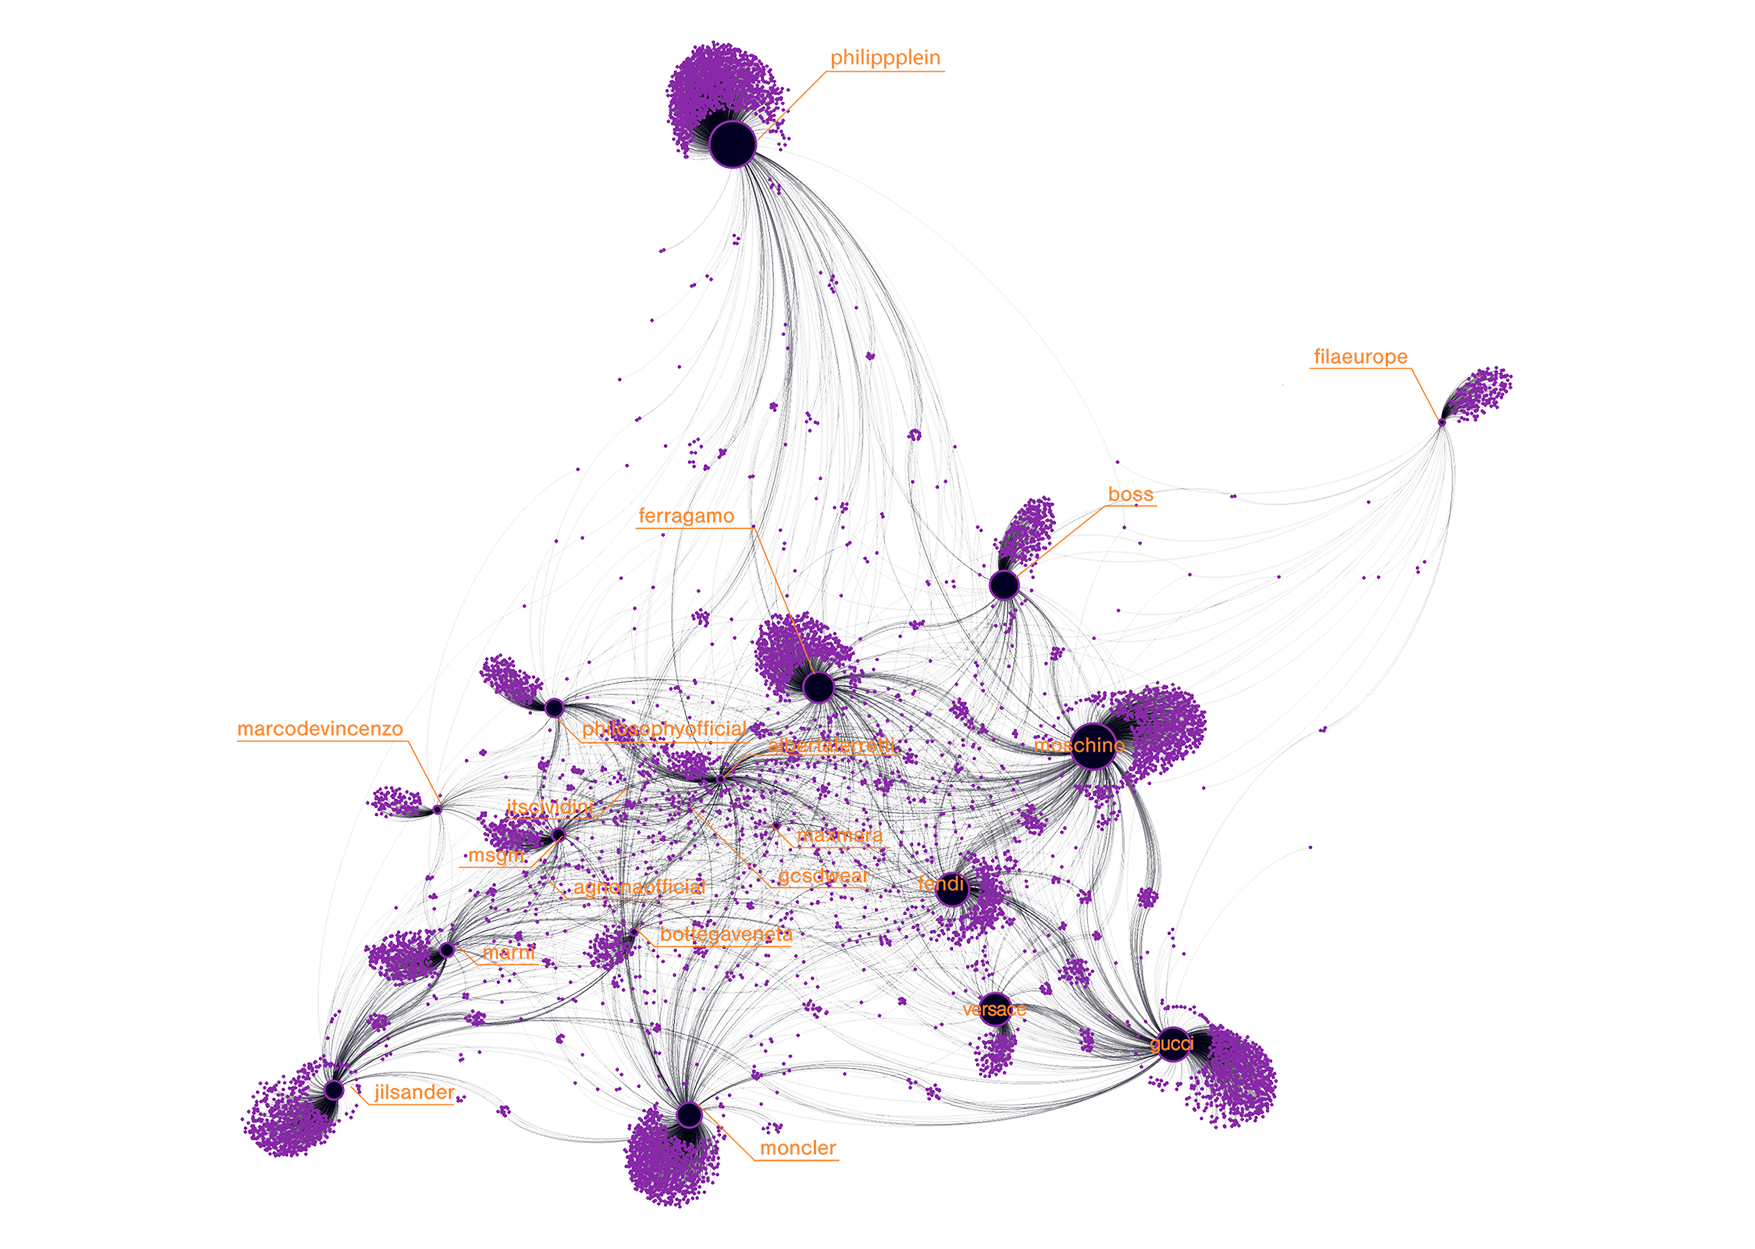 philippplein
filaeurope
boss
ferragamo
marcodevincenzo
philosophyofficial
moschino
albertaferretti
itscividini
maxmara
msgm
gcsdwear
fendi
agnonaofficial
bottegaveneta
marni
versace
gucci
jilsander
moncler